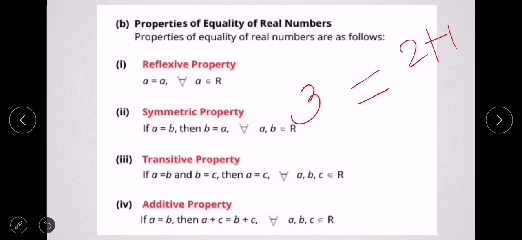 (b) Properties of Equality of Real Numbers
Properties of equality of real numbers are as follows:
(i) Reflexive Property
a = a, ∀ a ∈ R
(ii) Symmetric Property
If a = b, then b = a, ∀ a, b ∈ R
(iii) Transitive Property
If a =b and b = c, then a = c, ∀ a, b, c ∈ R
(iv) Additive Property
If a = b, then a + c = b + c, ∀ a, b, c ∈ R
3 = 2+1